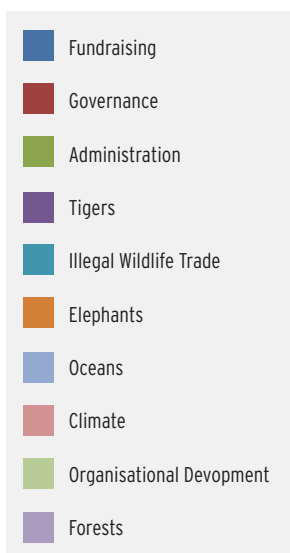 Fundraising
Governance
Administration
Tigers
Illegal Wildlife Trade
Elephants
Oceans
Climate
Organisational Devopment
Forests